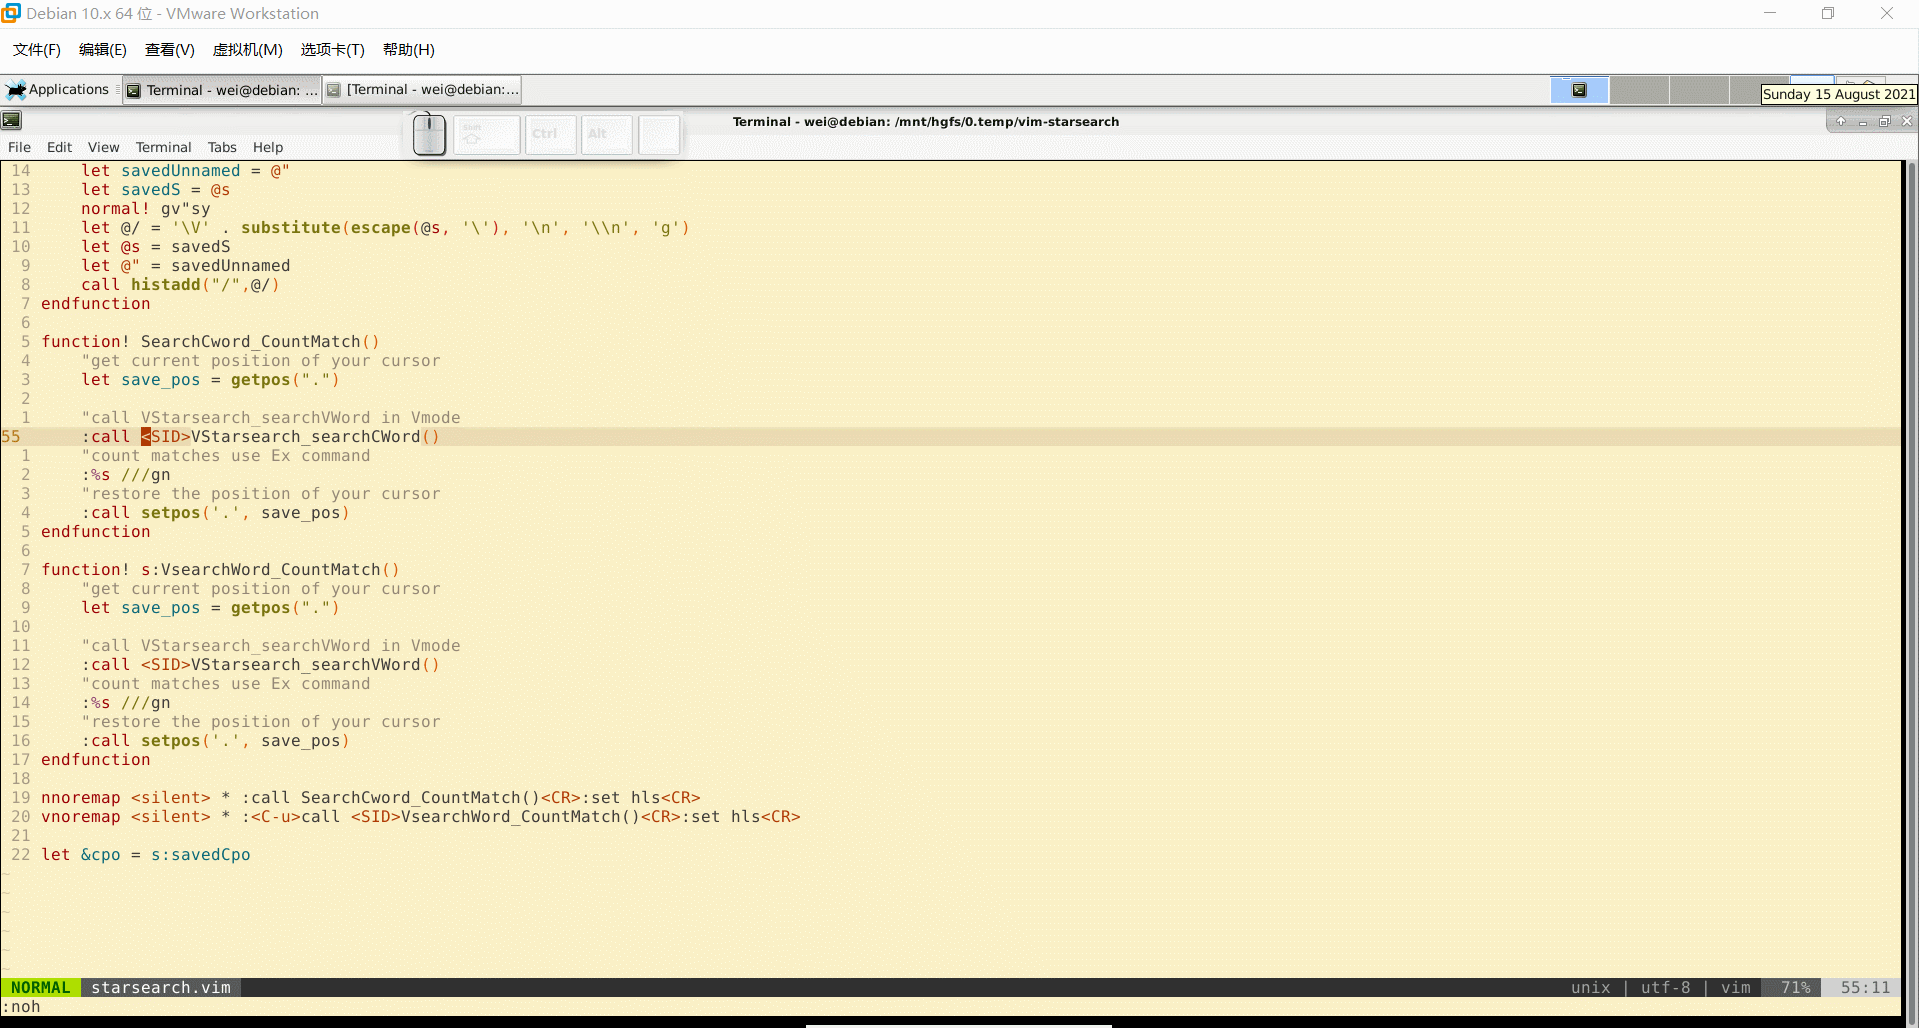 Debian 10.x 64 位 - VMware Workstation
文件(F) 编辑(E) 查看(V) 虚拟机(M) 选项卡(T) 帮助(H)
Applications Terminal - wei@debian: ... [Terminal - wei@debian:... Sunday 15 August 2021
Shift Ctrl Alt Terminal - wei@debian: /mnt/hgfs/0.temp/vim-starsearch
File Edit View Terminal Tabs Help
14     let savedUnnamed = @"
13     let savedS = @s
12     normal! gv"sy
11     let @/ = '\V' . substitute(escape(@s, '\'), '\n', '\\n', 'g')
10     let @s = savedS
9     let @" = savedUnnamed
8     call histadd("/",@/)
7 endfunction
6
5 function! SearchCword_CountMatch()
4     "get current position of your cursor
3     let save_pos = getpos(".")
2
1     "call VStarsearch_searchVWord in Vmode
55     :call <SID>VStarsearch_searchCWord()
1     "count matches use Ex command
2     :%s ///gn
3     "restore the position of your cursor
4     :call setpos('.', save_pos)
5 endfunction
6
7 function! s:VsearchWord_CountMatch()
8     "get current position of your cursor
9     let save_pos = getpos(".")
10
11     "call VStarsearch_searchVWord in Vmode
12     :call <SID>VStarsearch_searchVWord()
13     "count matches use Ex command
14     :%s ///gn
15     "restore the position of your cursor
16     :call setpos('.', save_pos)
17 endfunction
18
19 nnoremap <silent> * :call SearchCword_CountMatch()<CR>:set hls<CR>
20 vnoremap <silent> * :<C-u>call <SID>VsearchWord_CountMatch()<CR>:set hls<CR>
21
22 let &cpo = s:savedCpo
~
~
~
~
~
~
NORMAL starsearch.vim unix | utf-8 | vim 71% 55:11
:noh